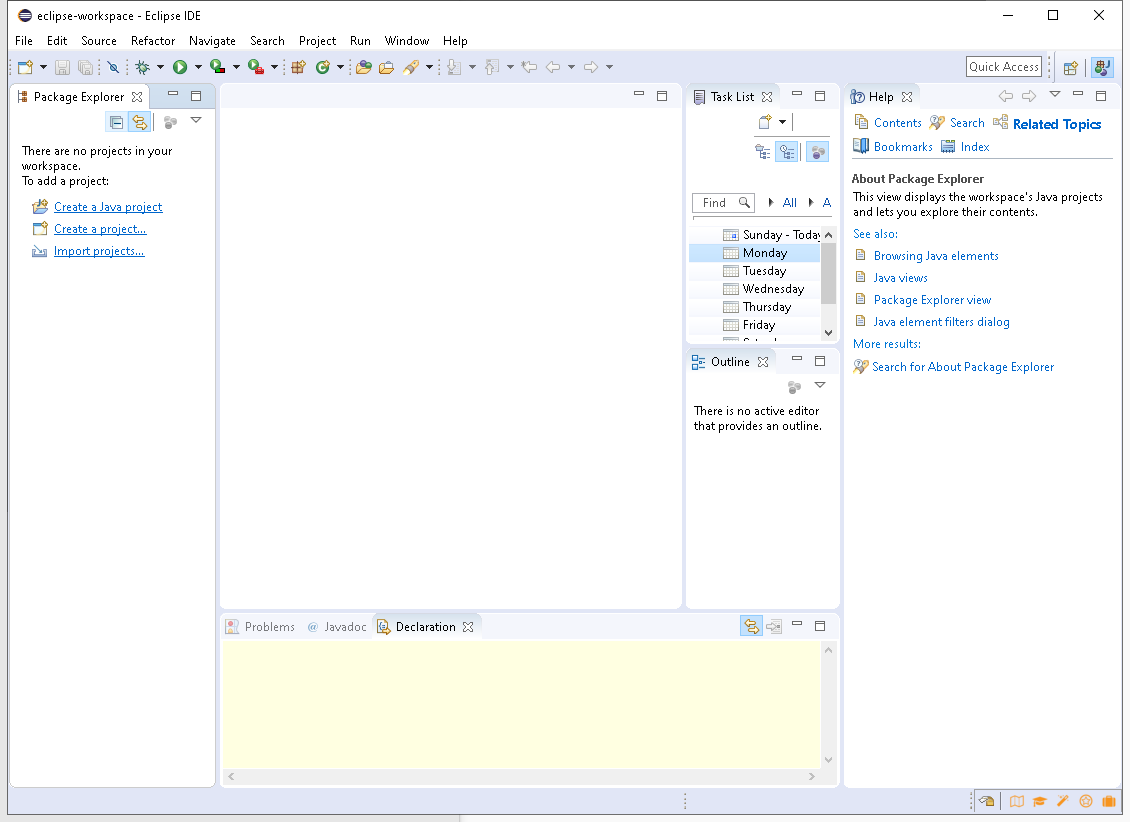 eclipse-workspace - Eclipse IDE
File Edit Source Refactor Navigate Search Project Run Window Help
Quick Access
Package Explorer
There are no projects in your
workspace.
To add a project:
Create a Java project
Create a project...
Import projects...
Task List
Find All A
Sunday - Today
Monday
Tuesday
Wednesday
Thursday
Friday
Outline
There is no active editor
that provides an outline.
Help
Contents Search Related Topics
Bookmarks Index
About Package Explorer
This view displays the workspace's Java projects
and lets you explore their contents.
See also:
Browsing Java elements
Java views
Package Explorer view
Java element filters dialog
More results:
Search for About Package Explorer
Problems @ Javadoc Declaration